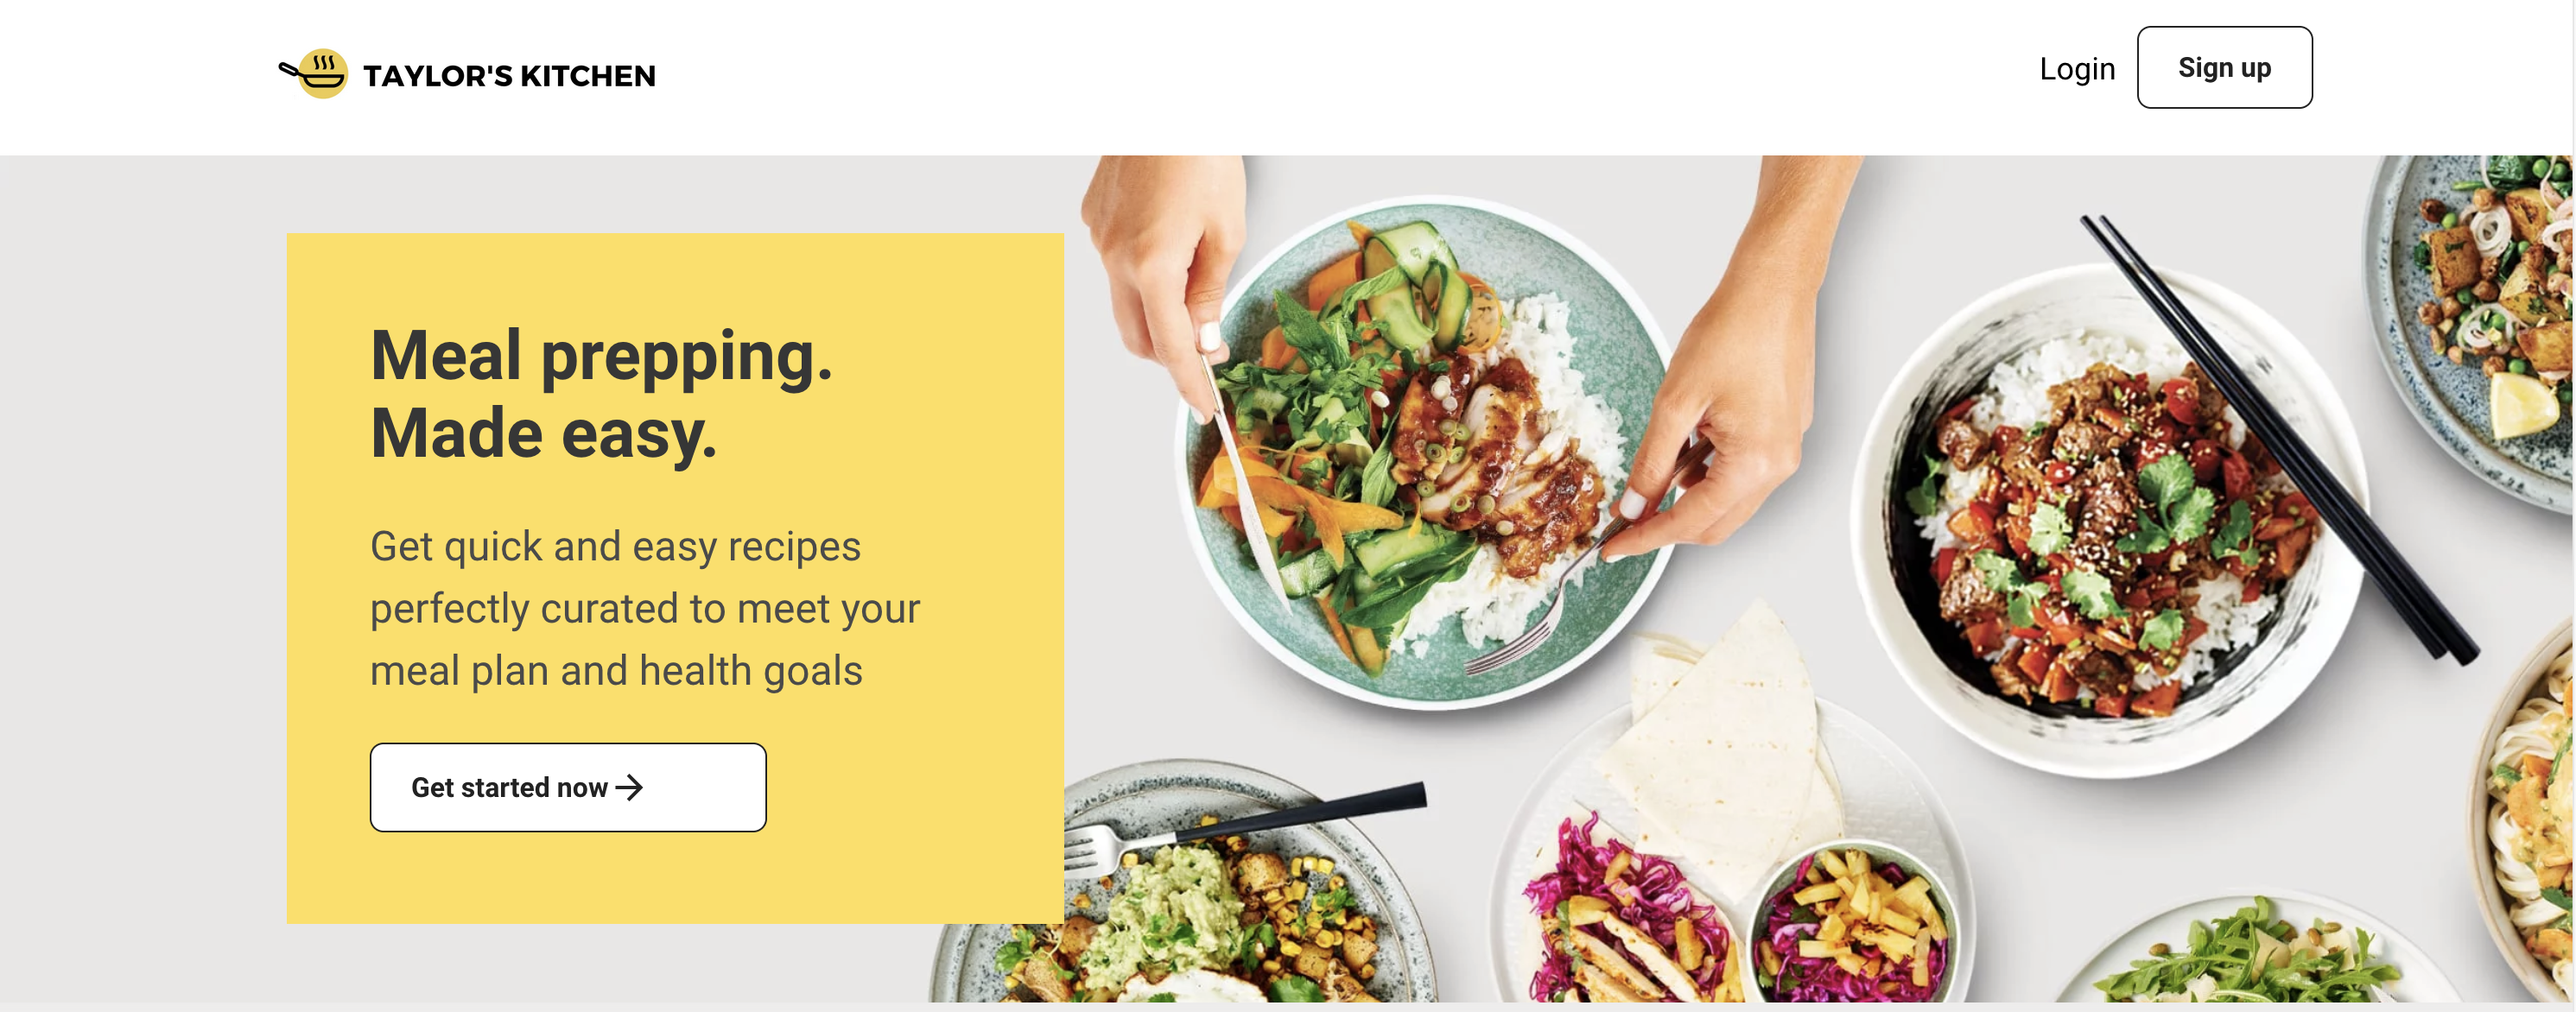 TAYLOR'S KITCHEN
Login
Sign up
Meal prepping.
Made easy.
Get quick and easy recipes
perfectly curated to meet your
meal plan and health goals
Get started now →